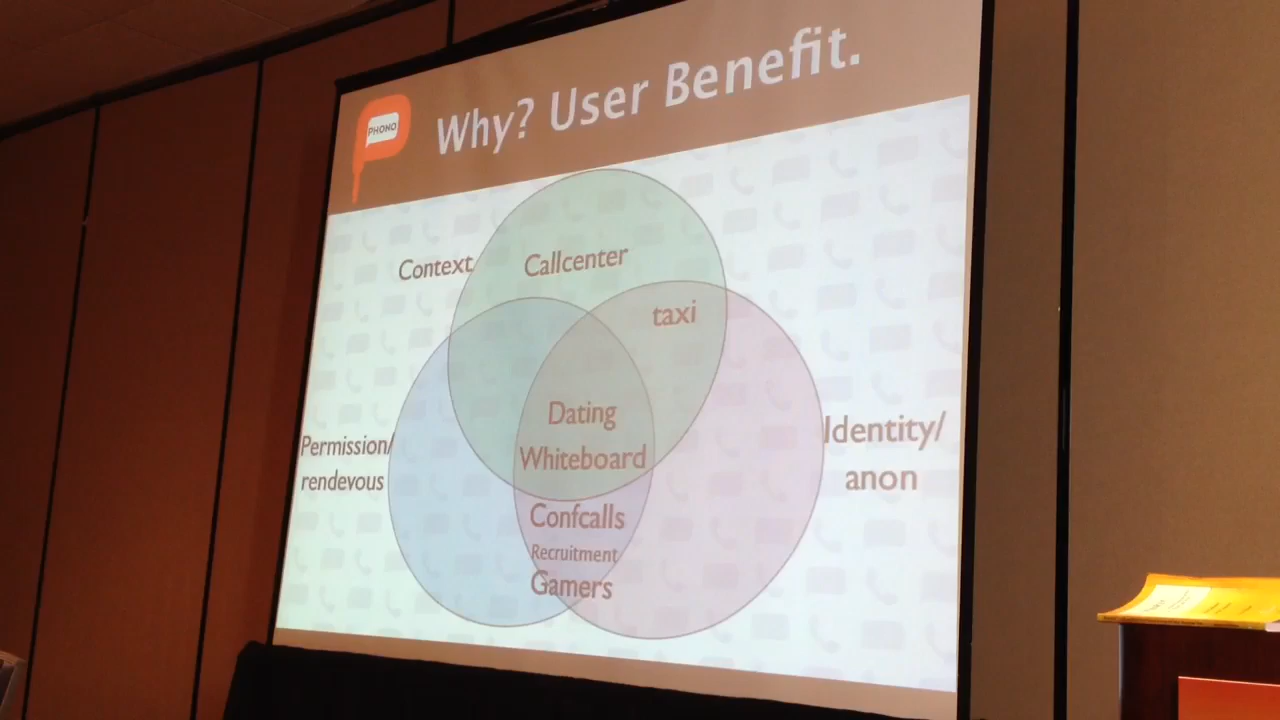 PHONO
Why? User Benefit.
Context
Callcenter
taxi
Dating
Whiteboard
Permission/
rendevous
Identity/
anon
Confcalls
Recruitment
Gamers